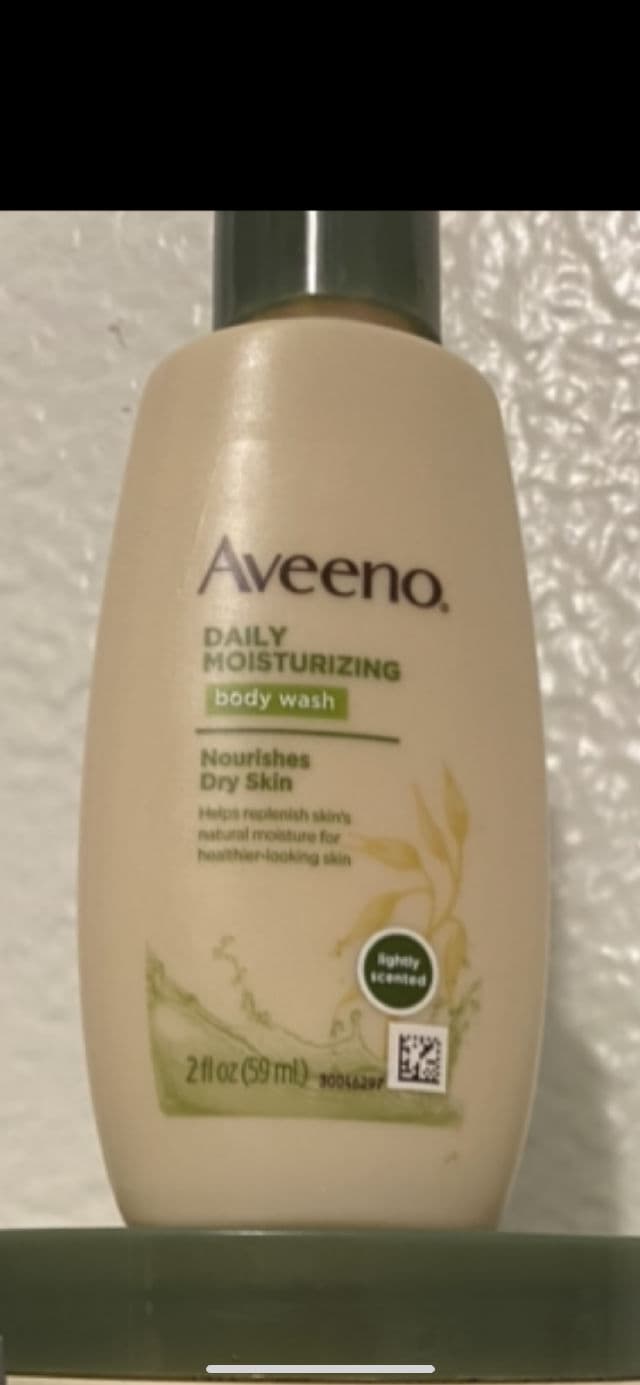 Aveeno.
DAILY
MOISTURIZING
body wash
Nourishes
Dry Skin
Helps replenish skin's
natural moisture for
healthier-looking skin
lightly
scented
2 fl oz (59 mL)